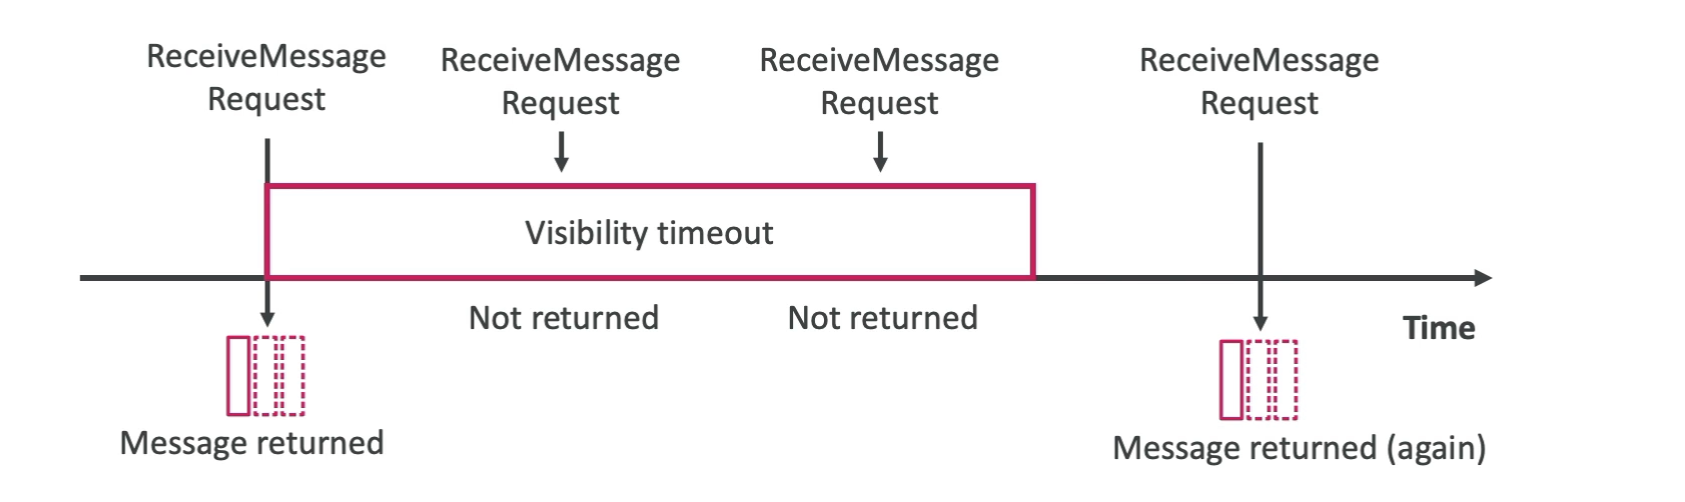 ReceiveMessage
Request
ReceiveMessage
Request
ReceiveMessage
Request
ReceiveMessage
Request
Visibility timeout
Not returned
Not returned
Time
Message returned
Message returned (again)